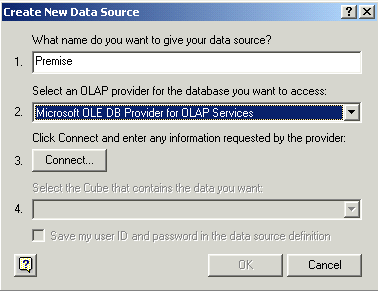 Create New Data Source
What name do you want to give your data source?
1. Premise
Select an OLAP provider for the database you want to access:
2. Microsoft OLE DB Provider for OLAP Services
Click Connect and enter any information requested by the provider:
3. Connect...
Select the Cube that contains the data you want:
4.
Save my user ID and password in the data source definition
OK Cancel